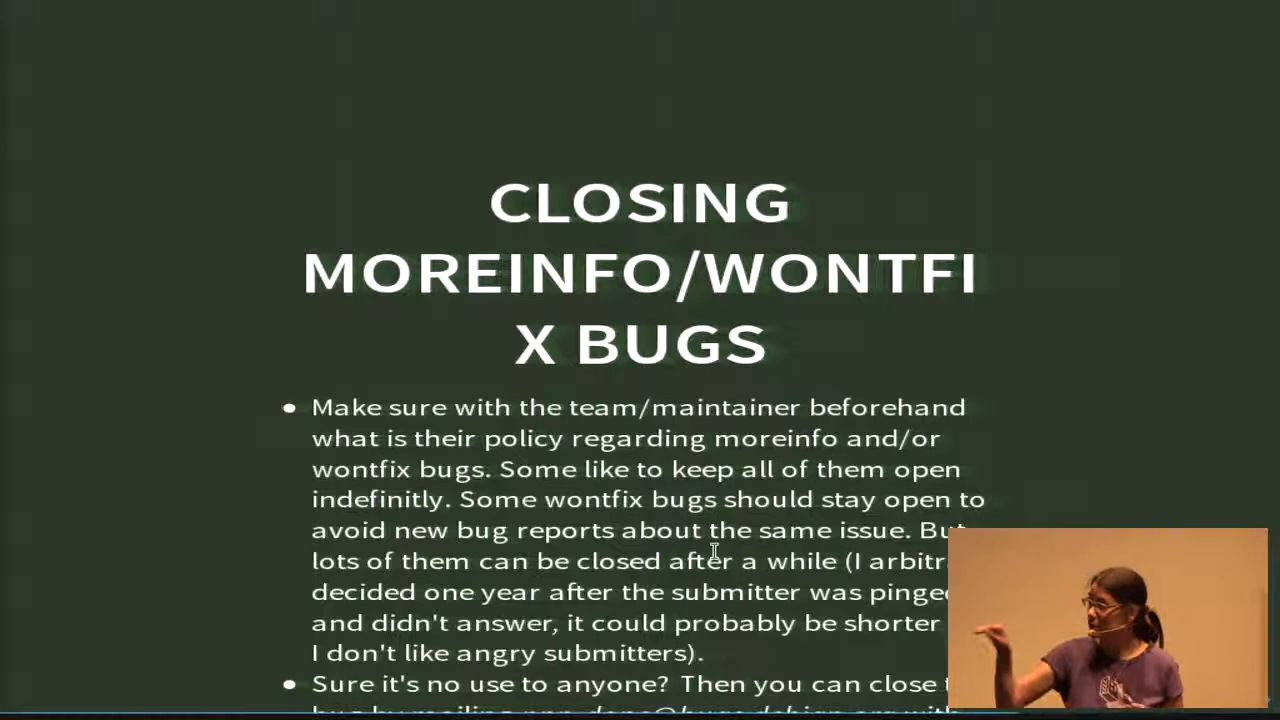 CLOSING
MOREINFO/WONTFI
X BUGS
● Make sure with the team/maintainer beforehand
what is their policy regarding moreinfo and/or
wontfix bugs. Some like to keep all of them open
indefinitly. Some wontfix bugs should stay open to
avoid new bug reports about the same issue. But
lots of them can be closed after a while (I arbitr
decided one year after the submitter was pinged
and didn't answer, it could probably be shorter
I don't like angry submitters).
● Sure it's no use to anyone? Then you can close